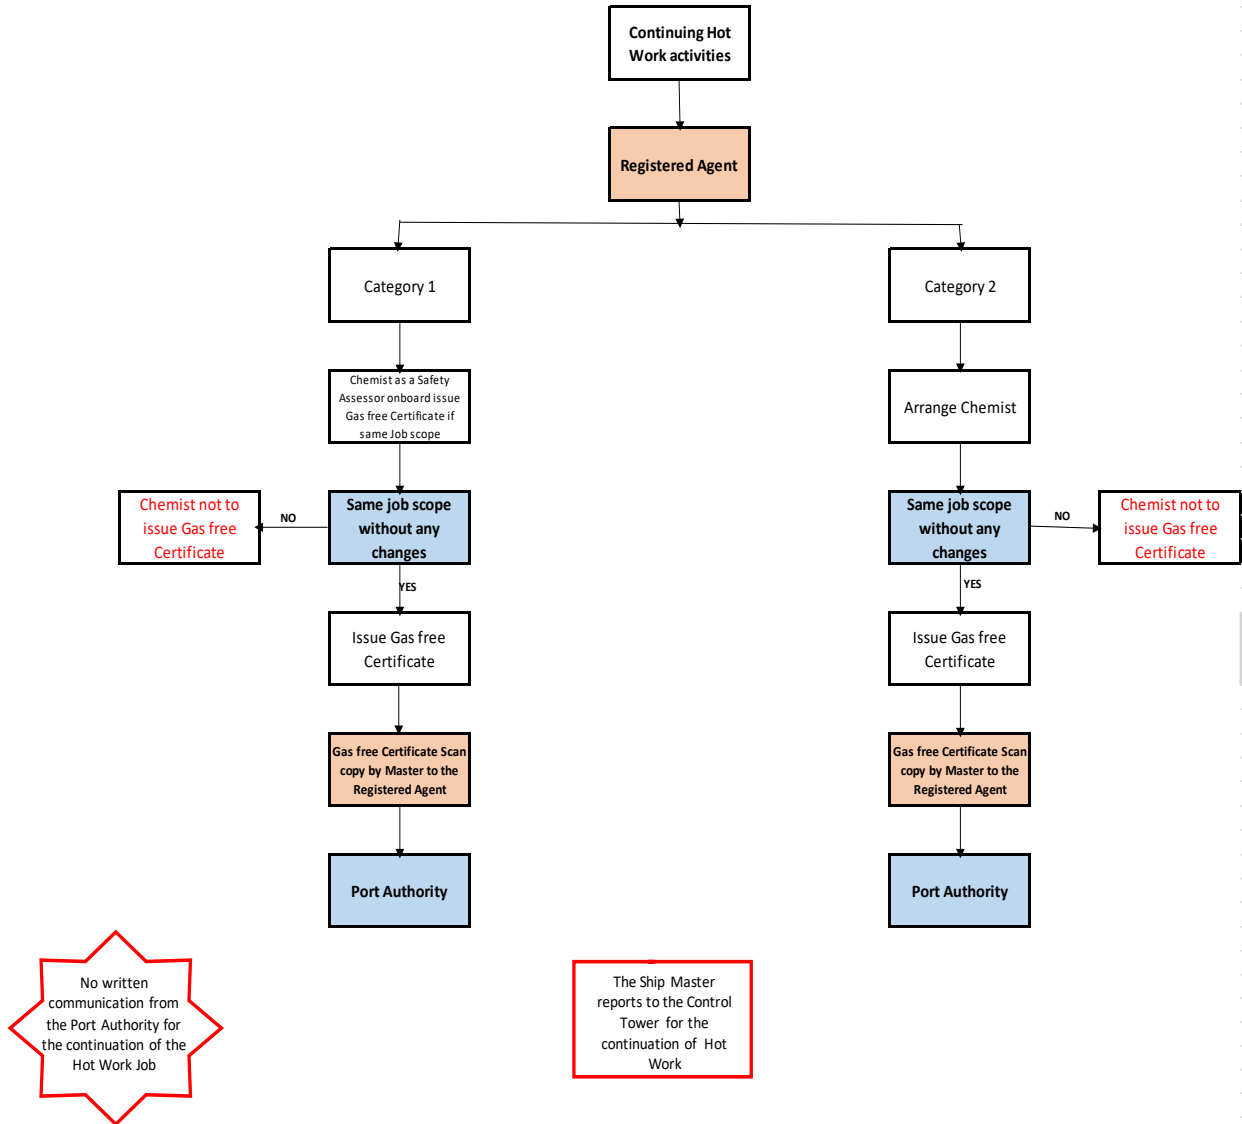 Continuing Hot
Work activities
Registered Agent
Category 1
Category 2
Chemist as a Safety
Assessor onboard issue
Gas free Certificate if
same Job scope
Arrange Chemist
Chemist not to
issue Gas free
Certificate
NO
Same job scope
without any
changes
Same job scope
without any
changes
NO
Chemist not to
issue Gas free
Certificate
YES
YES
Issue Gas free
Certificate
Issue Gas free
Certificate
Gas free Certificate Scan
copy by Master to the
Registered Agent
Gas free Certificate Scan
copy by Master to the
Registered Agent
Port Authority
Port Authority
No written
communication from
the Port Authority for
the continuation of the
Hot Work Job
The Ship Master
reports to the Control
Tower for the
continuation of Hot
Work